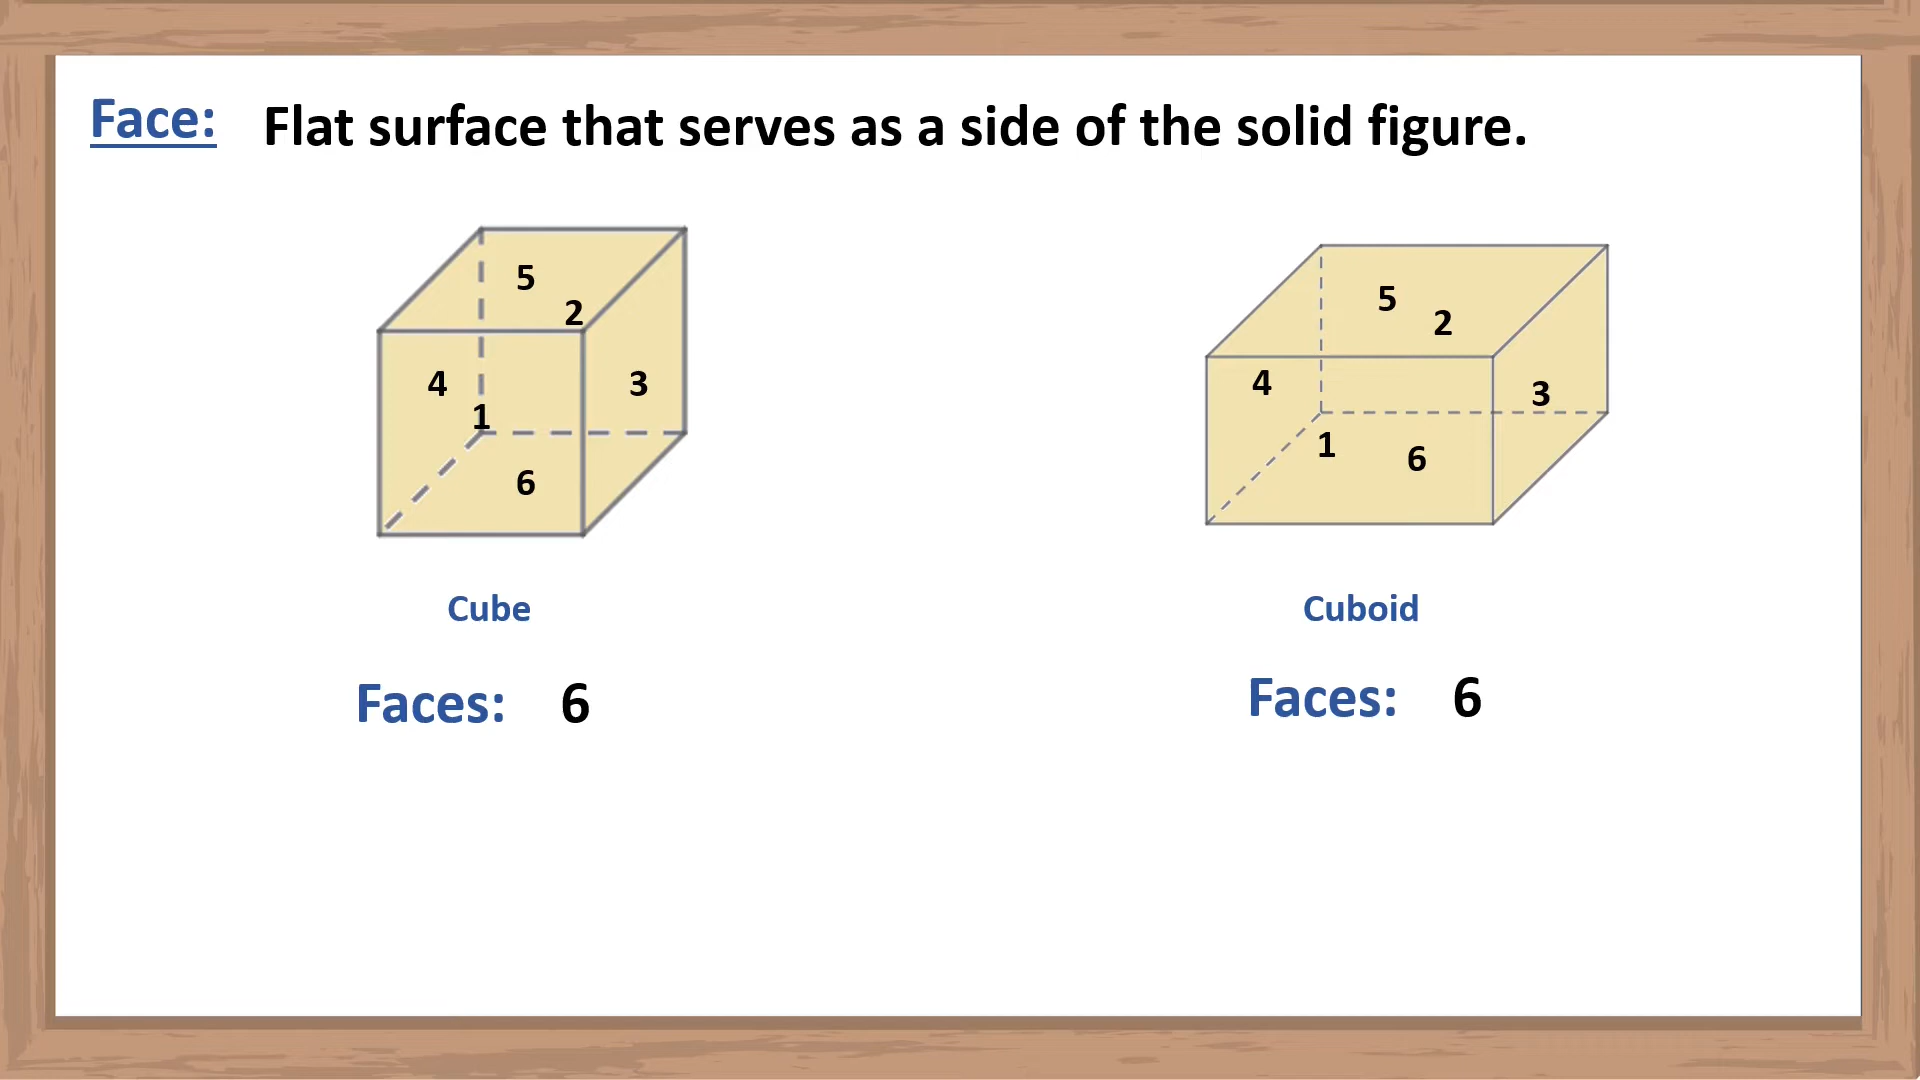 Face: Flat surface that serves as a side of the solid figure.
5
2
4
3
1
6
5
2
4
3
1
6
Cube
Cuboid
Faces: 6
Faces: 6